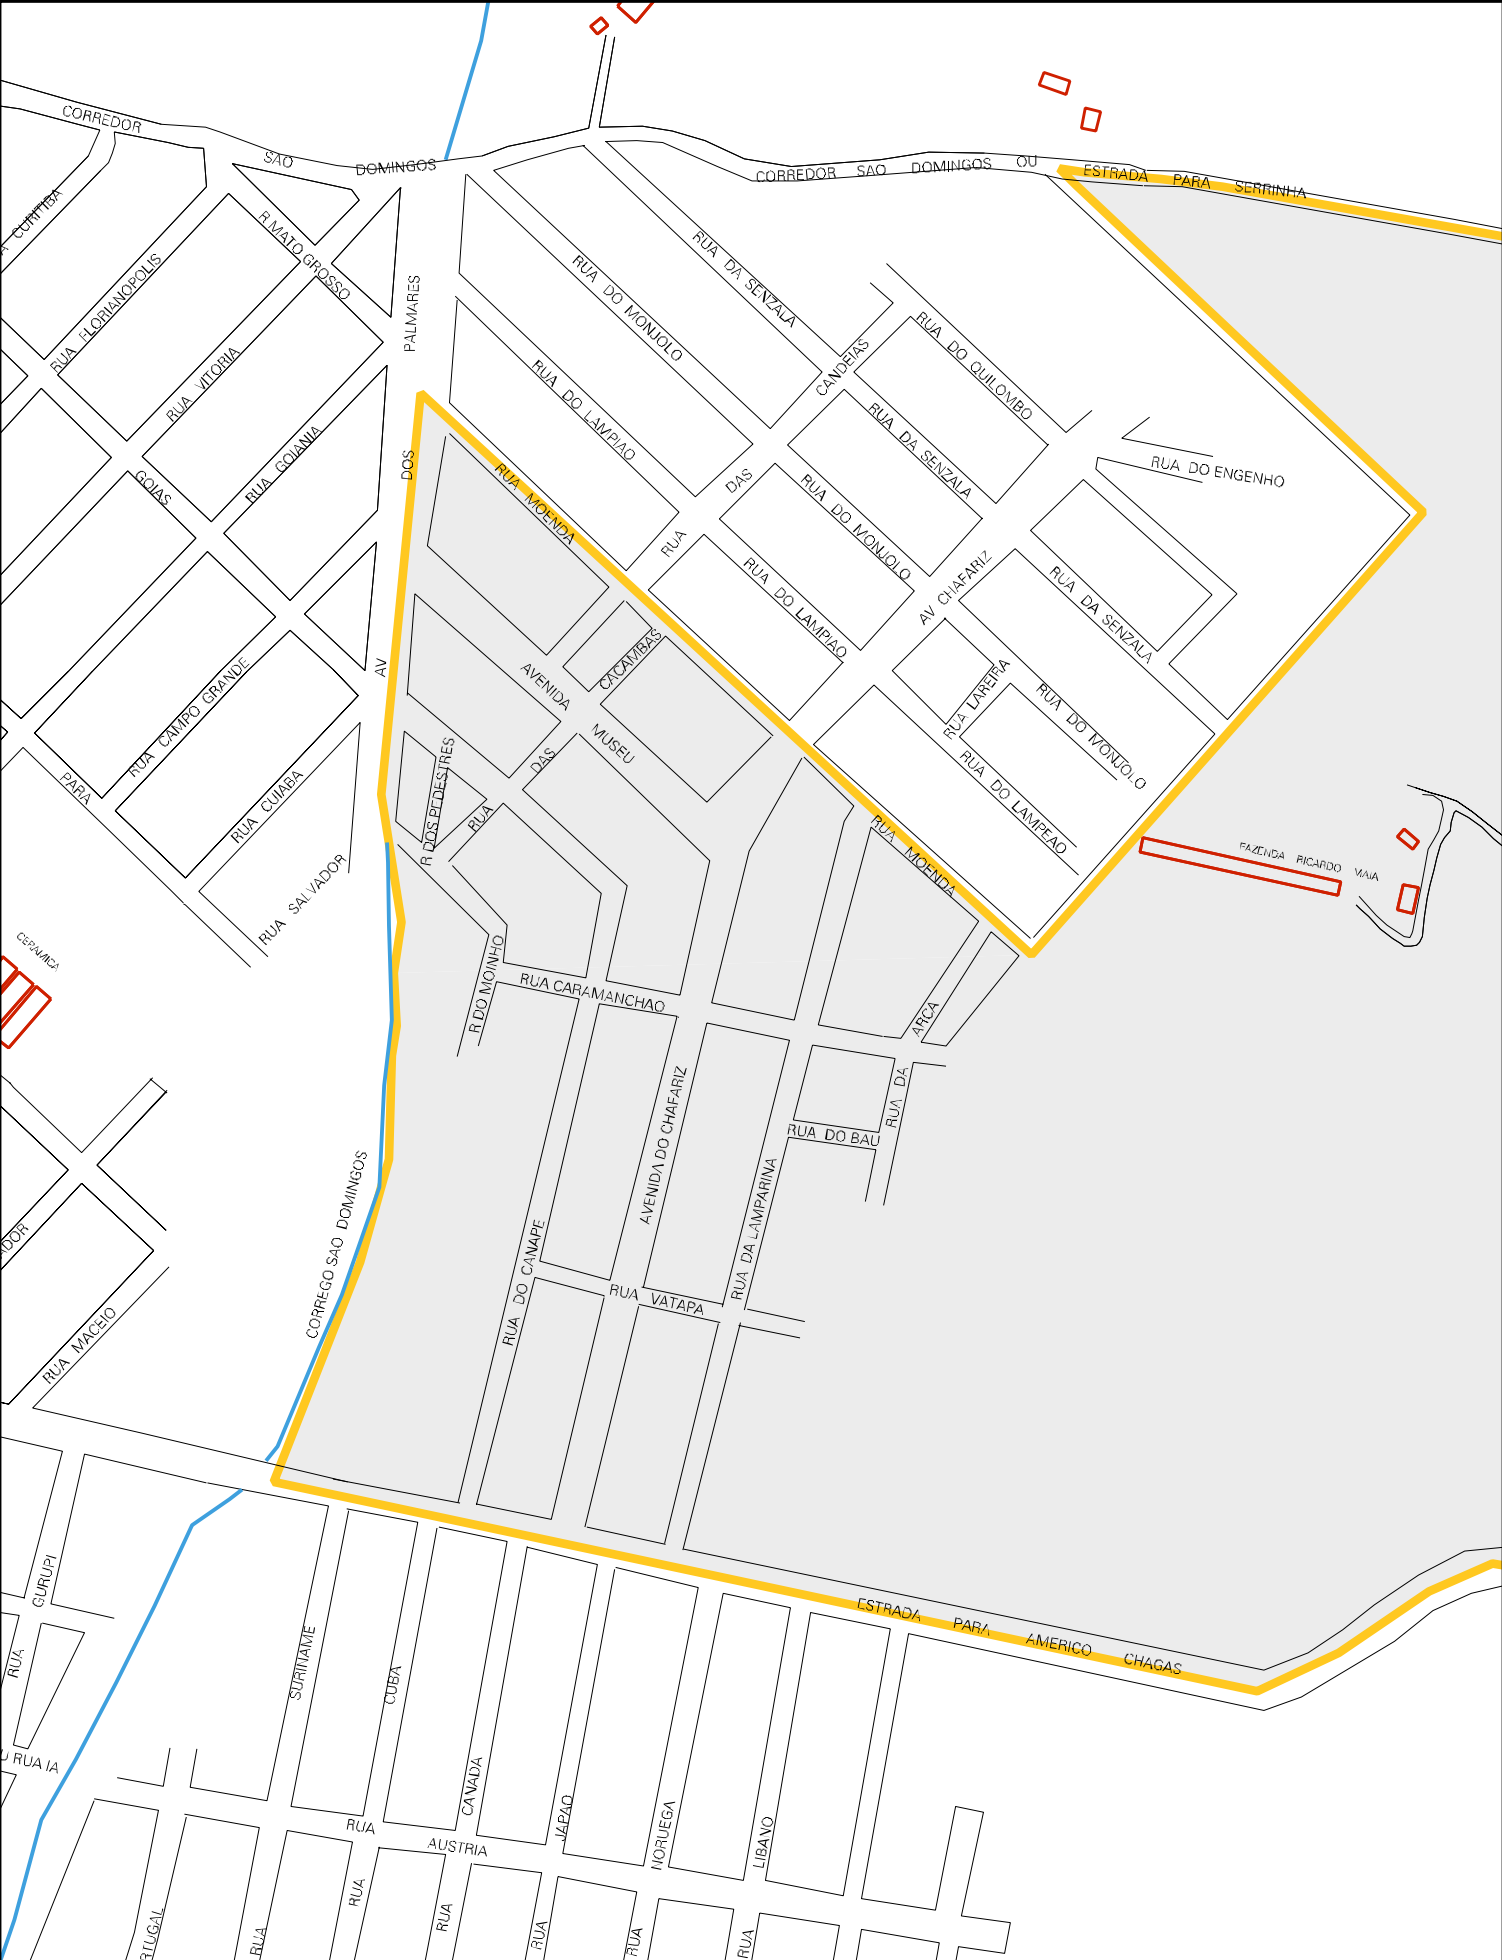 CORREDOR SAO DOMINGOS
CORREDOR SAO DOMINGOS OU ESTRADA PARA SERRINHA
CURITIBA
RUA FLORIANOPOLIS
R MATO GROSSO
RUA VITORIA
RUA GOIANIA
GOIAS
AV DOS PALMARES
RUA DA SENZALA
RUA DO MONJOLO
RUA DO LAMPIAO
RUA DAS CANDEIAS
RUA DO QUILOMBO
RUA DA SENZALA
RUA DO MONJOLO
RUA DO LAMPIAO
RUA DO ENGENHO
AV CHAFARIZ
RUA DA SENZALA
RUA LAREIRA
RUA DO MONJOLO
RUA DO LAMPEAO
RUA MOENDA
RUA MOENDA
AVENIDA MUSEU
RUA DAS CACAMBAS
R DOS PEDESTRES
RUA CAMPO GRANDE
PARA
RUA CUIABA
RUA SALVADOR
CERAMICA
FAZENDA RICARDO MAIA
R DO MOINHO
RUA CARAMANCHAO
RUA DA ARCA
RUA DO BAU
AVENIDA DO CHAFARIZ
RUA DA LAMPARINA
RUA DO CANAPE
RUA VATAPA
CORREGO SAO DOMINGOS
ADOR
RUA MACEIO
ESTRADA PARA AMERICO CHAGAS
RUA GURUPI
U RUA IA
RUA SURINAME
RUA CUBA
RUA CANADA
RUA JAPAO
RUA NORUEGA
RUA LIBANO
RUA AUSTRIA
RTUGAL